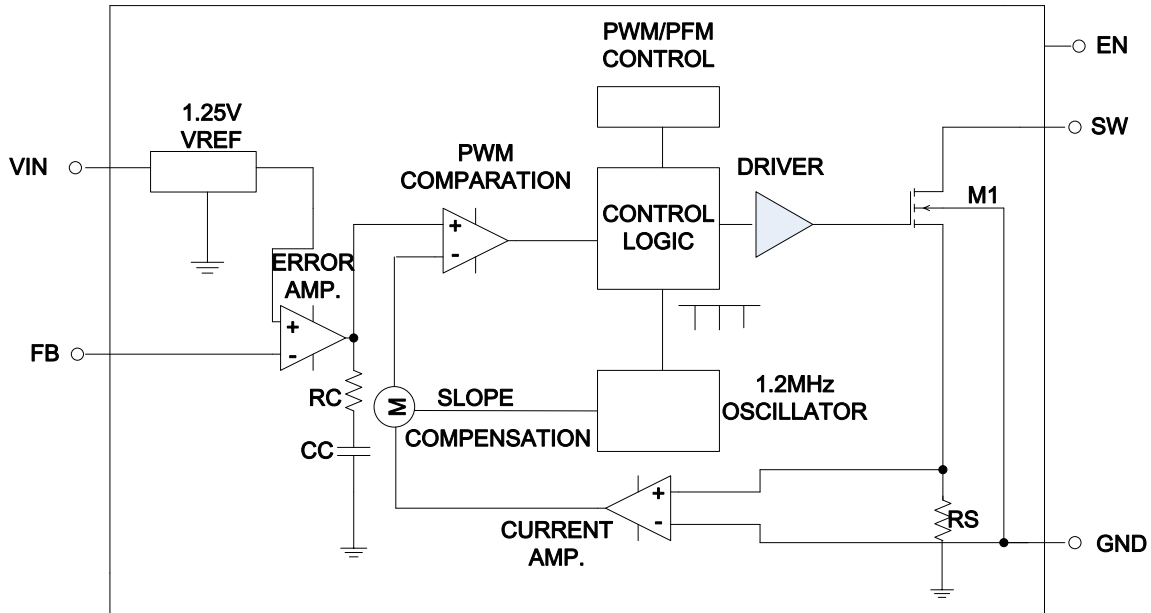 PWM/PFM
CONTROL
EN
1.25V
VREF
SW
VIN
PWM
COMPARATION
DRIVER
M1
+
-
CONTROL
LOGIC
ERROR
AMP.
+
-
FB
RC
M
SLOPE
COMPENSATION
1.2MHz
OSCILLATOR
CC
+
-
CURRENT
AMP.
RS
GND